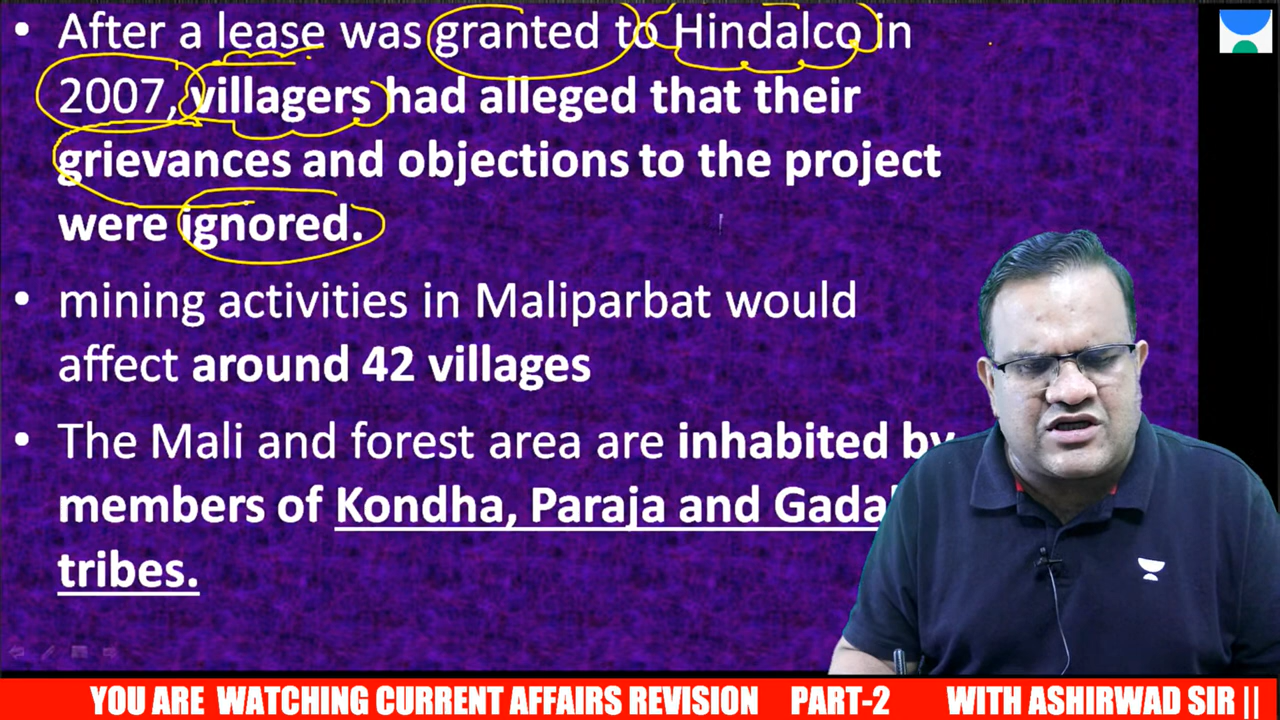 • After a lease was granted to Hindalco in
2007, villagers had alleged that their
grievances and objections to the project
were ignored.
• mining activities in Maliparbat would
affect around 42 villages
• The Mali and forest area are inhabited by
members of Kondha, Paraja and
tribes.
YOU ARE WATCHING CURRENT AFFAIRS REVISION PART-2 WITH ASHIRWAD SIR ||